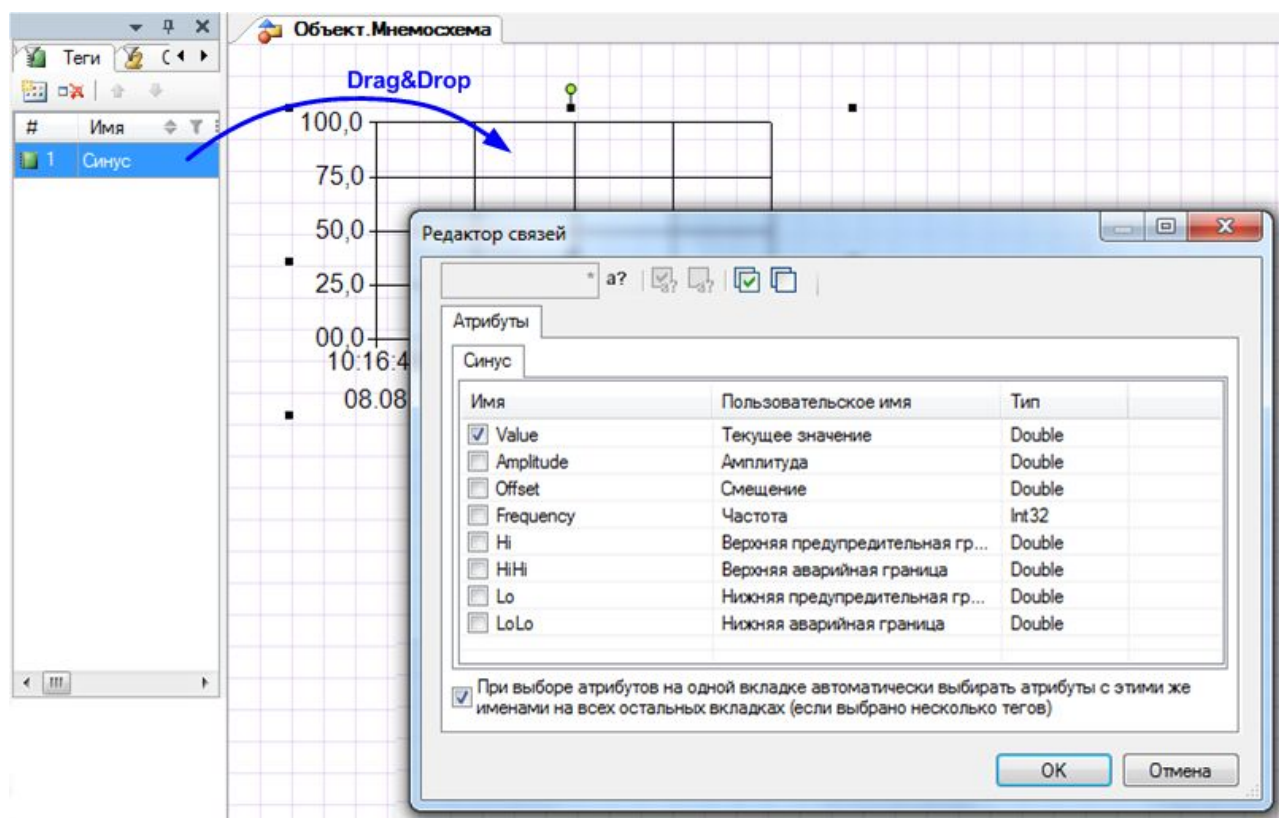 Объект.Мнемосхема
Теги
Drag&Drop
# Имя
1 Синус
100,0
75,0
50,0
25,0
00,0
10:16:4
08.08
Редактор связей
* a?
Атрибуты
Синус
Имя Пользовательское имя Тип
Value Текущее значение Double
Amplitude Амплитуда Double
Offset Смещение Double
Frequency Частота Int32
Hi Верхняя предупредительная гр... Double
HiHi Верхняя аварийная граница Double
Lo Нижняя предупредительная гр... Double
LoLo Нижняя аварийная граница Double
При выборе атрибутов на одной вкладке автоматически выбирать атрибуты с этими же
именами на всех остальных вкладках (если выбрано несколько тегов)
OK Отмена